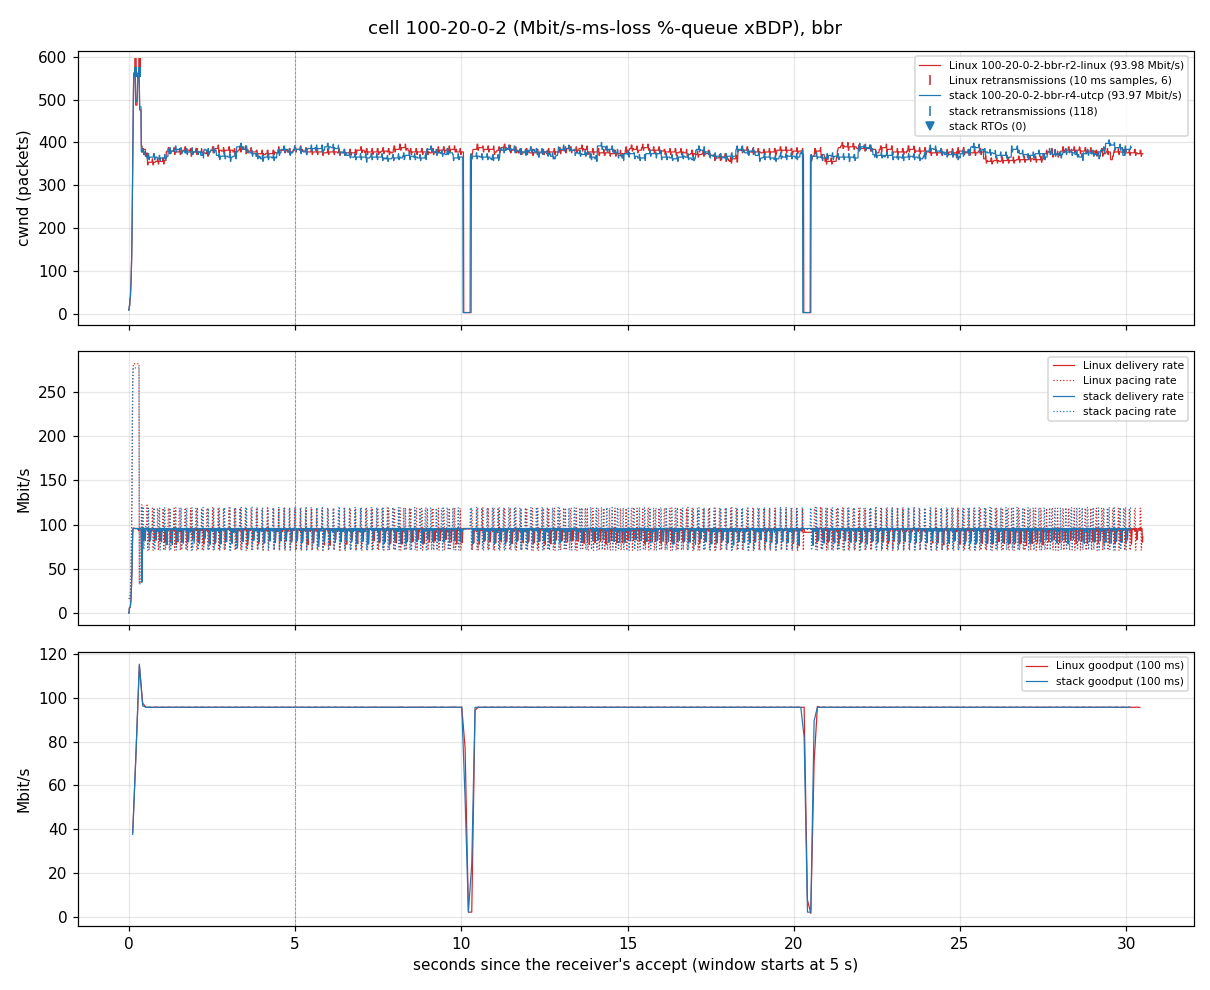 cell 100-20-0-2 (Mbit/s-ms-loss %-queue xBDP), bbr
600
500
400
300
200
100
0
cwnd (packets)
Linux 100-20-0-2-bbr-r2-linux (93.98 Mbit/s)
Linux retransmissions (10 ms samples, 6)
stack 100-20-0-2-bbr-r4-utcp (93.97 Mbit/s)
stack retransmissions (118)
stack RTOs (0)
250
200
150
100
50
0
Mbit/s
Linux delivery rate
Linux pacing rate
stack delivery rate
stack pacing rate
120
100
80
60
40
20
0
Mbit/s
Linux goodput (100 ms)
stack goodput (100 ms)
0 5 10 15 20 25 30
seconds since the receiver's accept (window starts at 5 s)